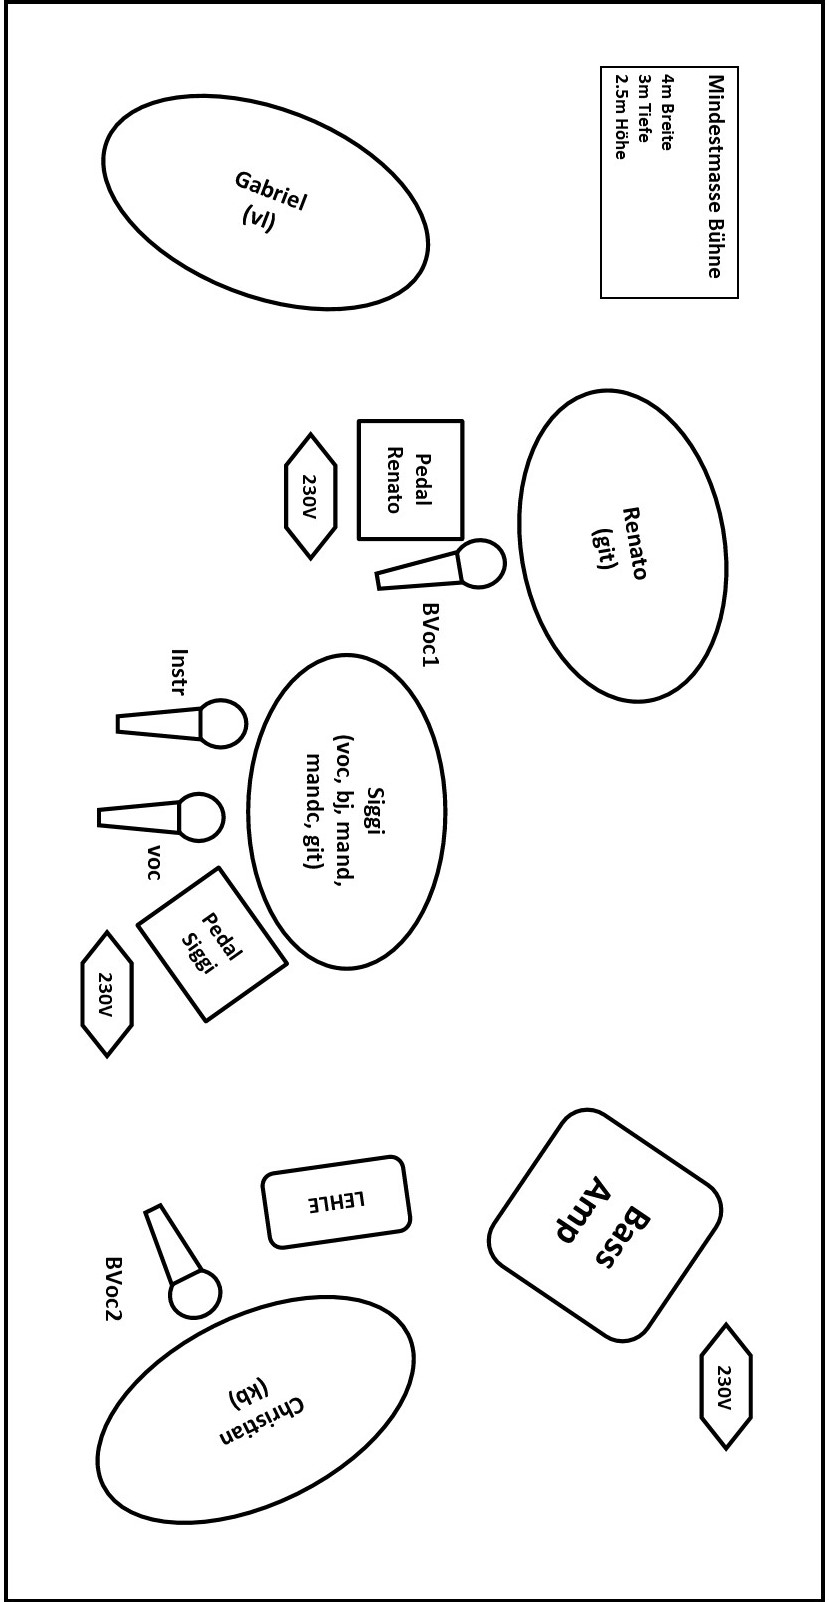 Mindestmasse Bühne
4m Breite
3m Tiefe
2.5m Höhe
Gabriel
(vl)
Renato
(git)
Pedal
Renato
230V
BVoc1
Siggi
(voc, bj, mand,
mandc, git)
Instr
voc
Pedal
Siggi
230V
Bass
Amp
230V
LEHLE
BVoc2
Christian
(kb)